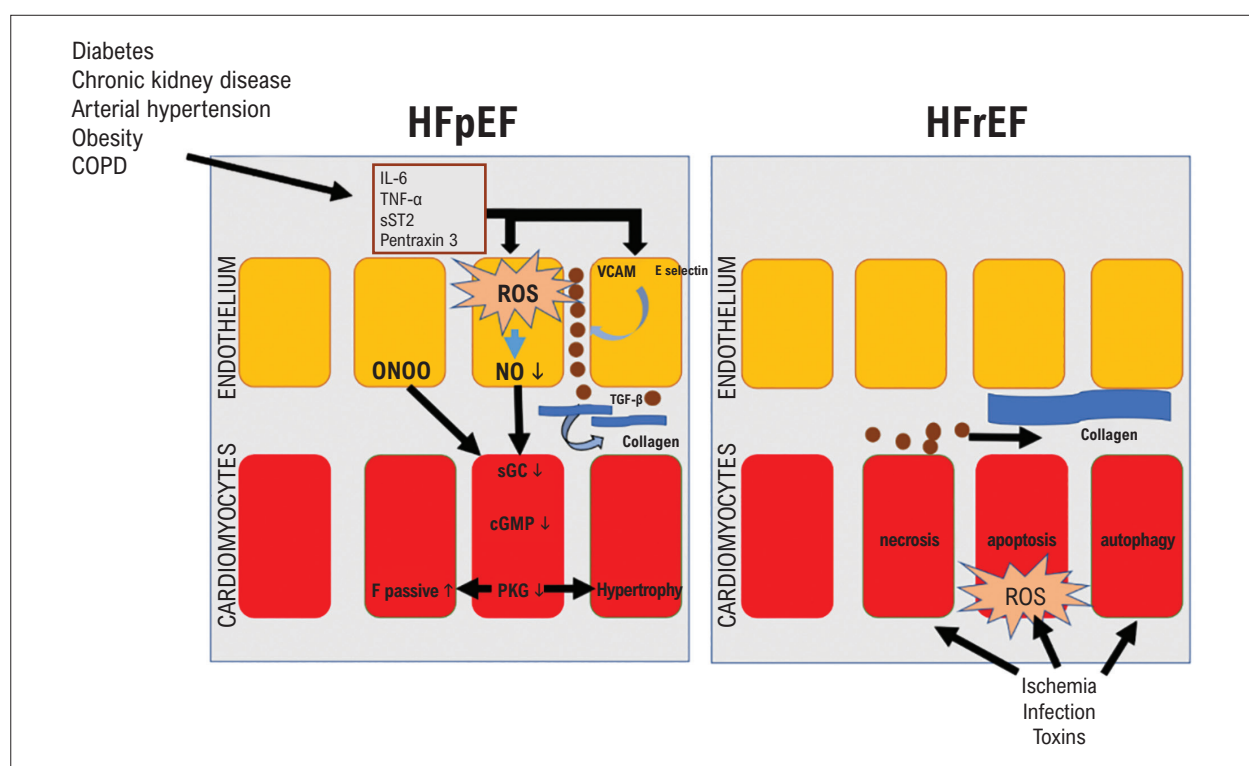 Diabetes
Chronic kidney disease
Arterial hypertension
Obesity
COPD
HFpEF
IL-6
TNF-α
sST2
Pentraxin 3
ENDOTHELIUM
ROS
VCAM E selectin
ONOO
NO ↓
TGF-β
Collagen
CARDIOMYOCYTES
sGC ↓
cGMP ↓
F passive ↑
PKG ↓
Hypertrophy
HFrEF
ENDOTHELIUM
Collagen
CARDIOMYOCYTES
necrosis
apoptosis
autophagy
ROS
Ischemia
Infection
Toxins